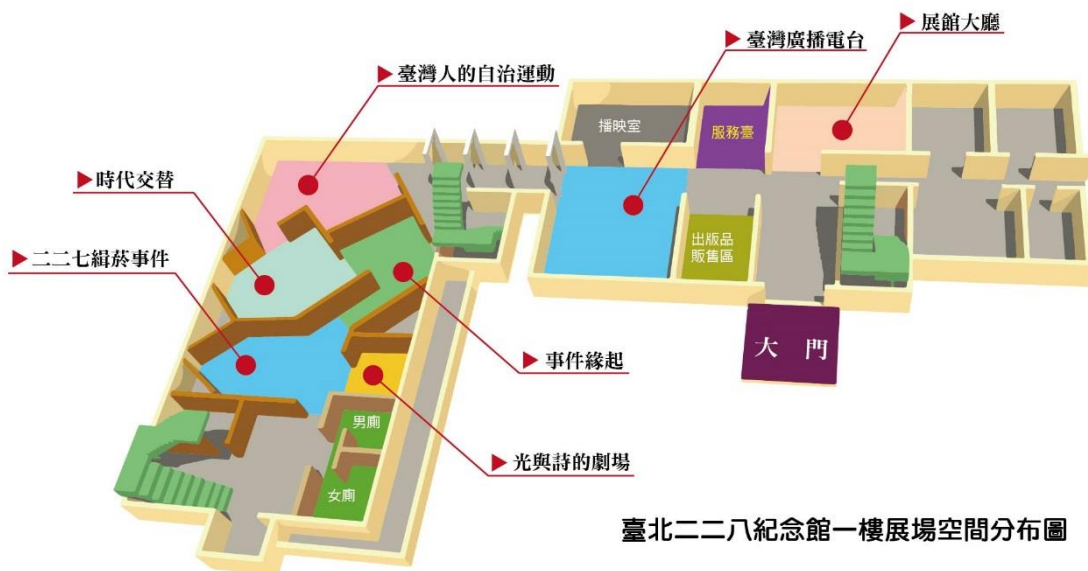 展館大廳
臺灣廣播電台
臺灣人的自治運動
播映室
服務臺
時代交替
出版品
販售區
二二七緝菸事件
大 門
事件緣起
男廁
光與詩的劇場
女廁
臺北二二八紀念館一樓展場空間分布圖